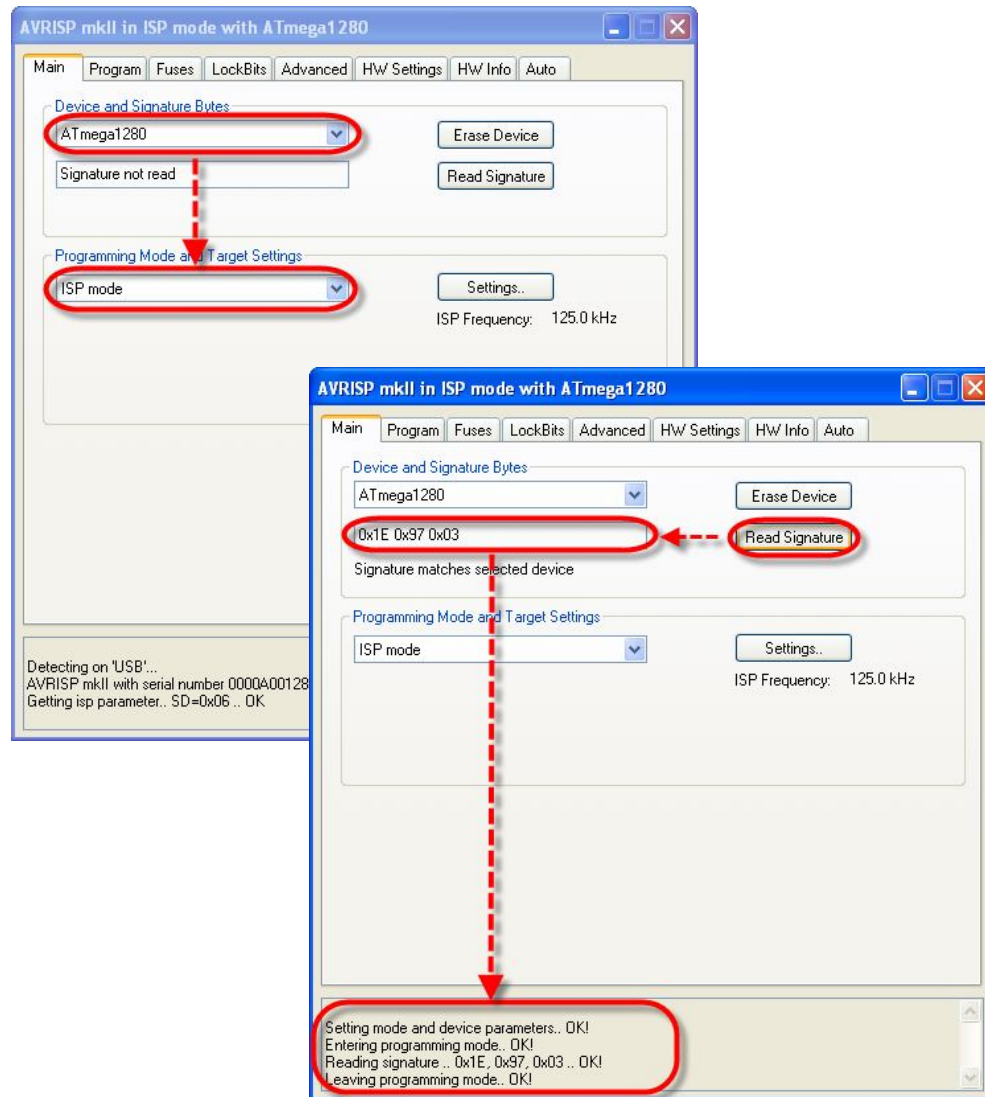 AVRISP mkII in ISP mode with ATmega1280
Main Program Fuses LockBits Advanced HW Settings HW Info Auto
Device and Signature Bytes
ATmega1280 Erase Device
Signature not read Read Signature
Programming Mode and Target Settings
ISP mode Settings..
ISP Frequency: 125.0 kHz
Detecting on 'USB'...
AVRISP mkII with serial number 0000A00128
Getting isp parameter.. SD=0x06 .. OK
AVRISP mkII in ISP mode with ATmega1280
Main Program Fuses LockBits Advanced HW Settings HW Info Auto
Device and Signature Bytes
ATmega1280 Erase Device
0x1E 0x97 0x03 Read Signature
Signature matches selected device
Programming Mode and Target Settings
ISP mode Settings..
ISP Frequency: 125.0 kHz
Setting mode and device parameters.. OK!
Entering programming mode.. OK!
Reading signature .. 0x1E, 0x97, 0x03 .. OK!
Leaving programming mode.. OK!